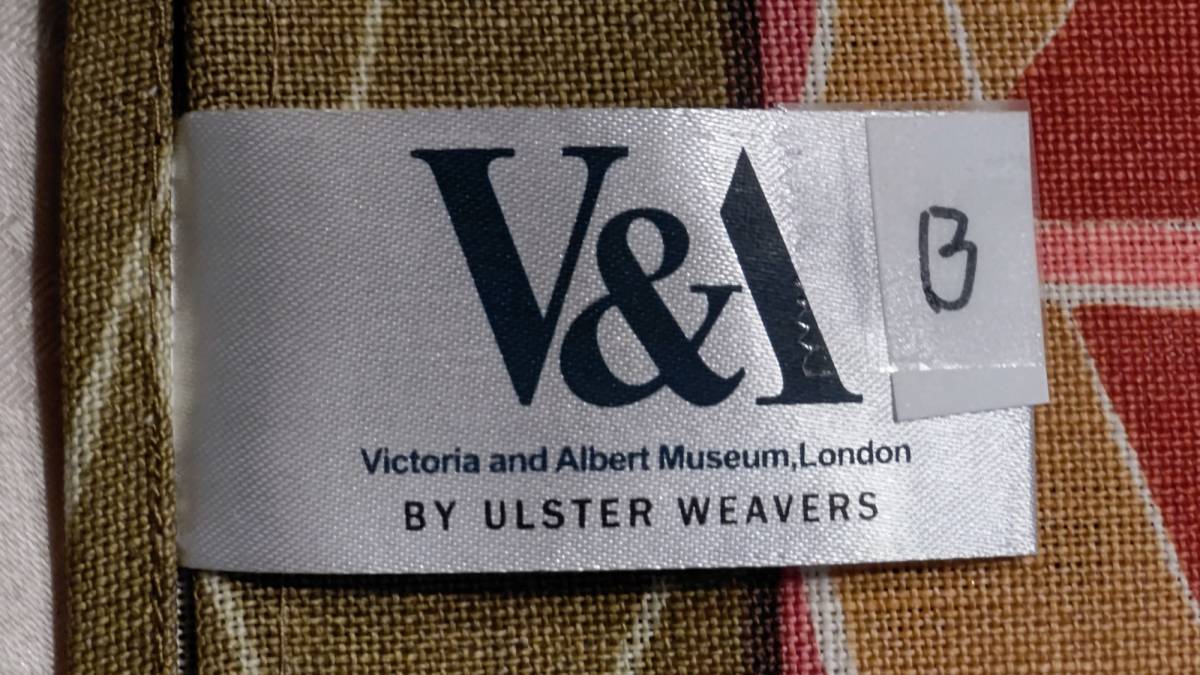 V&A
B
Victoria and Albert Museum,London
BY ULSTER WEAVERS